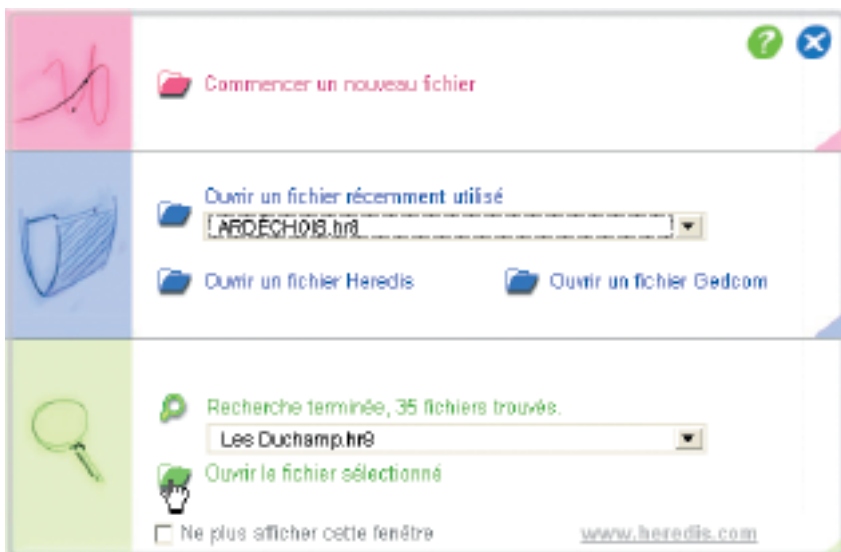 ?
Commencer un nouveau fichier
Ouvrir un fichier récemment utilisé
ARDÉCHOIS.hr8
Ouvrir un fichier Heredis
Ouvrir un fichier Gedcom
Recherche terminée, 35 fichiers trouvés.
Les Duchamp.hr8
Ouvrir le fichier sélectionné
Ne plus afficher cette fenêtre
www.heredis.com